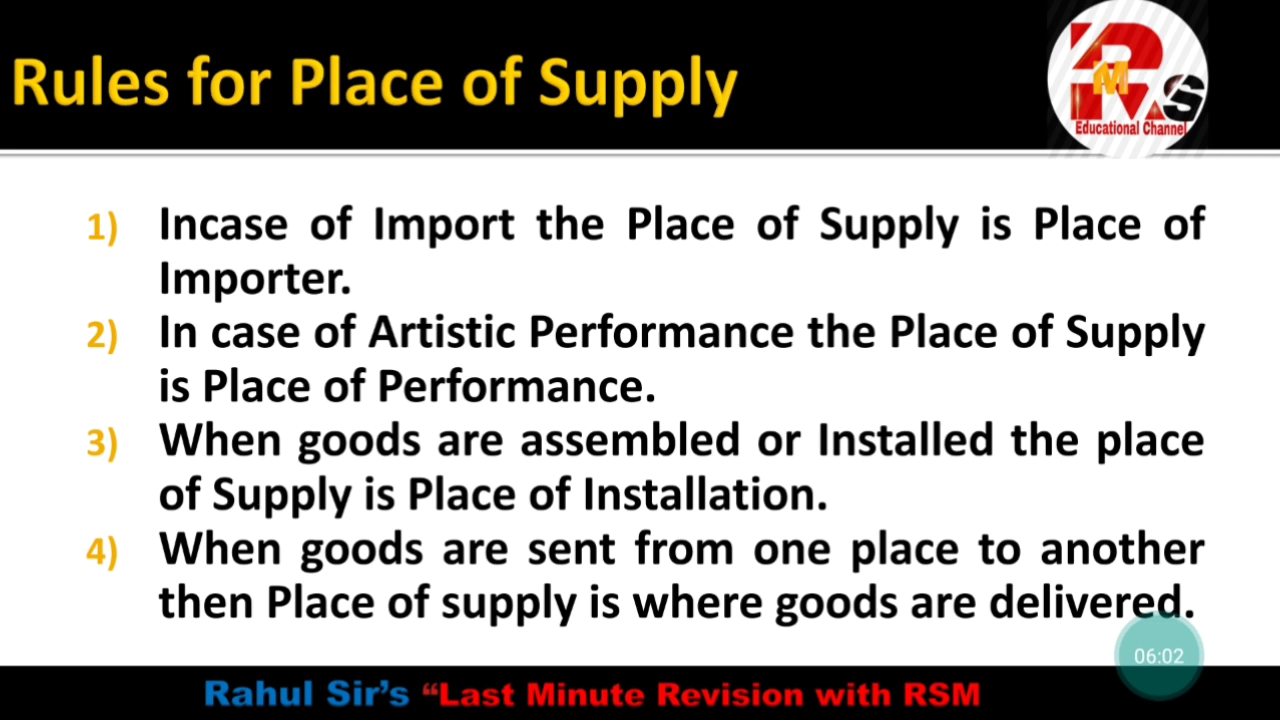 Rules for Place of Supply
RMS
Educational Channel
1) Incase of Import the Place of Supply is Place of
Importer.
2) In case of Artistic Performance the Place of Supply
is Place of Performance.
3) When goods are assembled or Installed the place
of Supply is Place of Installation.
4) When goods are sent from one place to another
then Place of supply is where goods are delivered.
06:02
Rahul Sir’s “Last Minute Revision with RSM